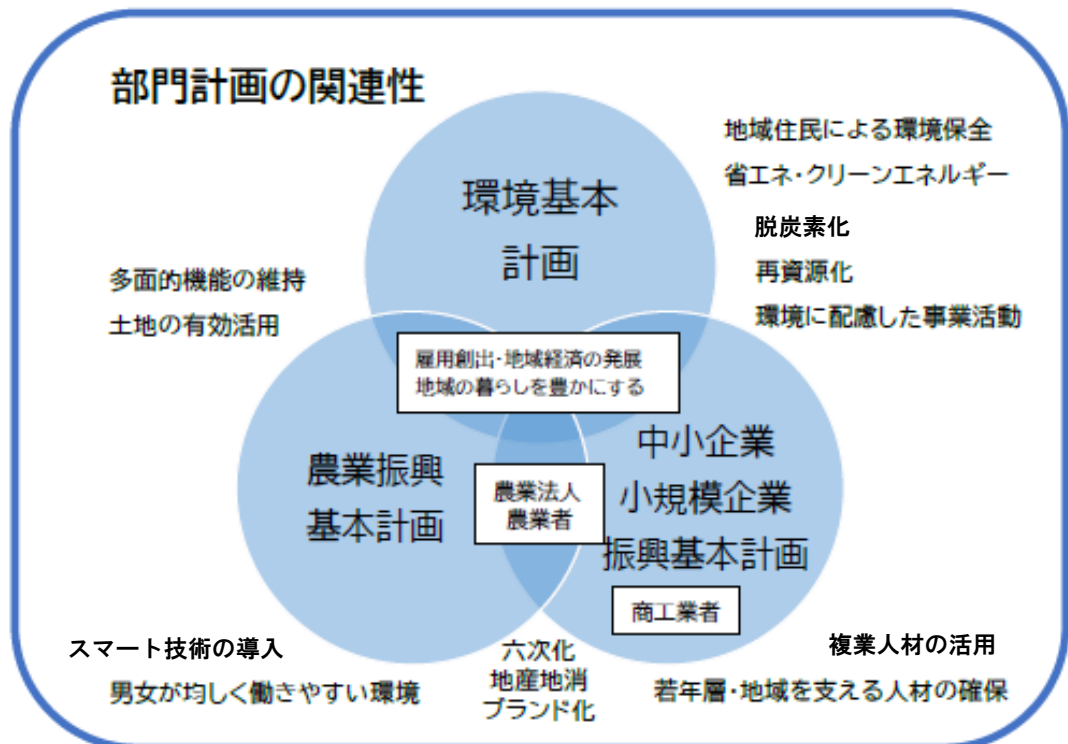 部門計画の関連性
環境基本
計画
地域住民による環境保全
省エネ・クリーンエネルギー
脱炭素化
再資源化
環境に配慮した事業活動
多面的機能の維持
土地の有効活用
雇用創出・地域経済の発展
地域の暮らしを豊かにする
農業振興
基本計画
農業法人
農業者
中小企業
小規模企業
振興基本計画
商工業者
スマート技術の導入
男女が均しく働きやすい環境
六次化
地産地消
ブランド化
複業人材の活用
若年層・地域を支える人材の確保